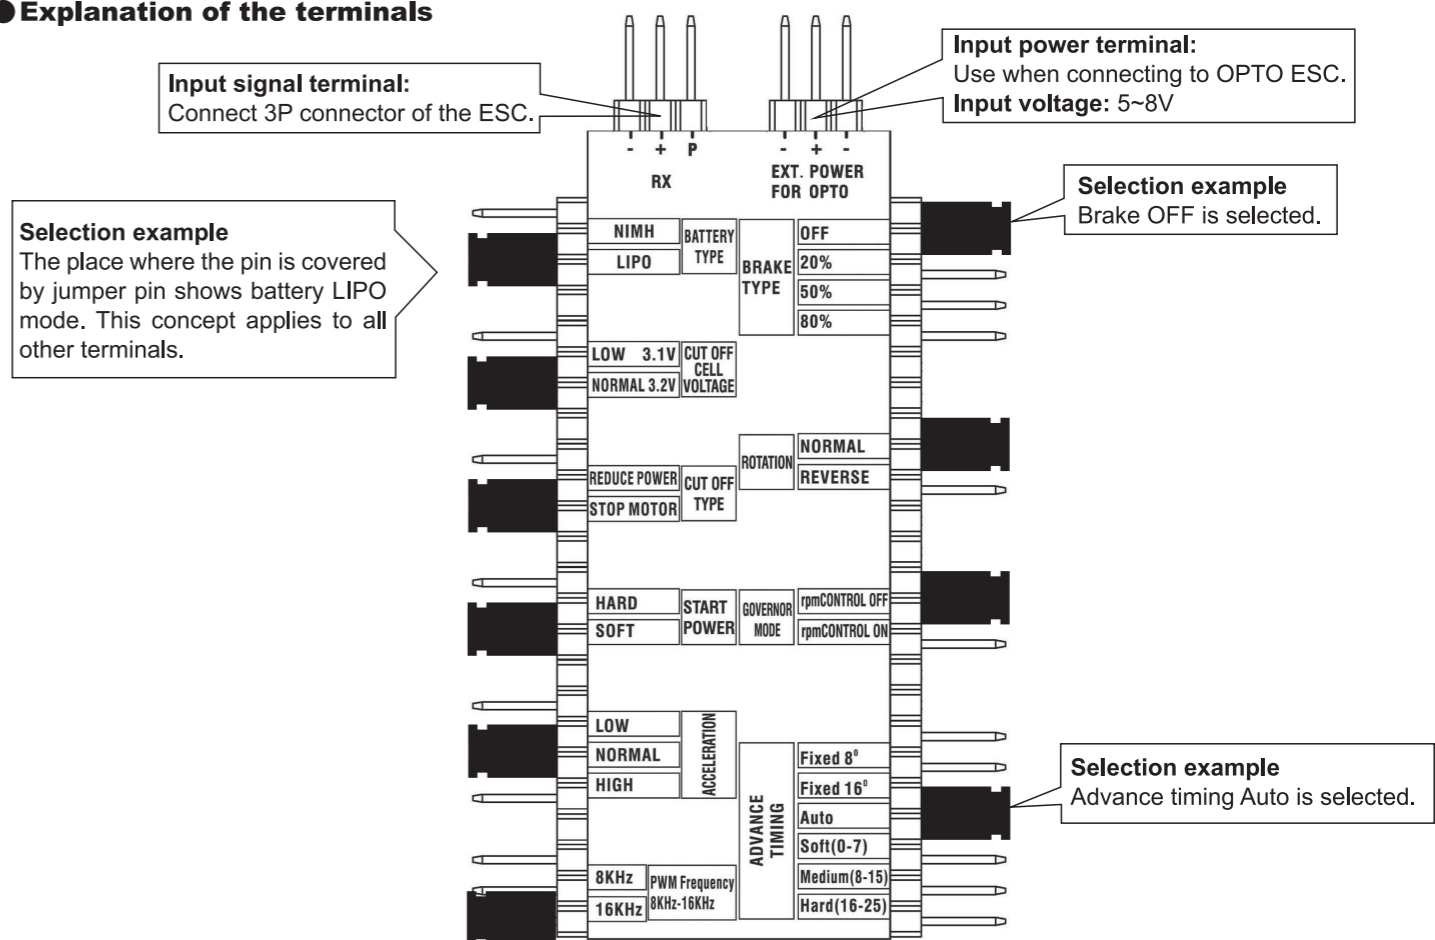 ●Explanation of the terminals
Input signal terminal:
Connect 3P connector of the ESC.
Input power terminal:
Use when connecting to OPTO ESC.
Input voltage: 5~8V
- + P
RX
- + -
EXT. POWER
FOR OPTO
Selection example
Brake OFF is selected.
Selection example
The place where the pin is covered
by jumper pin shows battery LIPO
mode. This concept applies to all
other terminals.
NIMH
LIPO
BATTERY
TYPE
BRAKE
TYPE
OFF
20%
50%
80%
LOW 3.1V
NORMAL 3.2V
CUT OFF
CELL
VOLTAGE
ROTATION
NORMAL
REVERSE
REDUCE POWER
STOP MOTOR
CUT OFF
TYPE
HARD
SOFT
START
POWER
GOVERNOR
MODE
rpmCONTROL OFF
rpmCONTROL ON
LOW
NORMAL
HIGH
ACCELERATION
ADVANCE
TIMING
Fixed 8⁰
Fixed 16⁰
Auto
Soft(0-7)
Medium(8-15)
Hard(16-25)
Selection example
Advance timing Auto is selected.
8KHz
16KHz
PWM Frequency
8KHz-16KHz